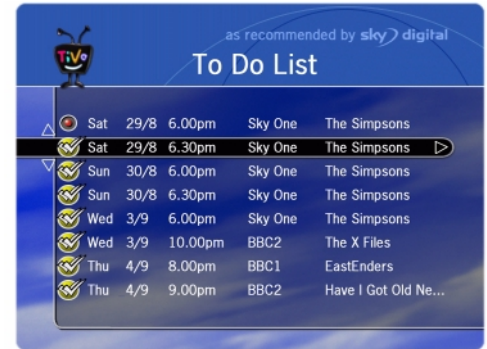 as recommended by sky digital
TiVo
To Do List
Sat 29/8 6.00pm Sky One The Simpsons
Sat 29/8 6.30pm Sky One The Simpsons
Sun 30/8 6.00pm Sky One The Simpsons
Sun 30/8 6.30pm Sky One The Simpsons
Wed 3/9 6.00pm Sky One The Simpsons
Wed 3/9 10.00pm BBC2 The X Files
Thu 4/9 8.00pm BBC1 EastEnders
Thu 4/9 9.00pm BBC2 Have I Got Old Ne...